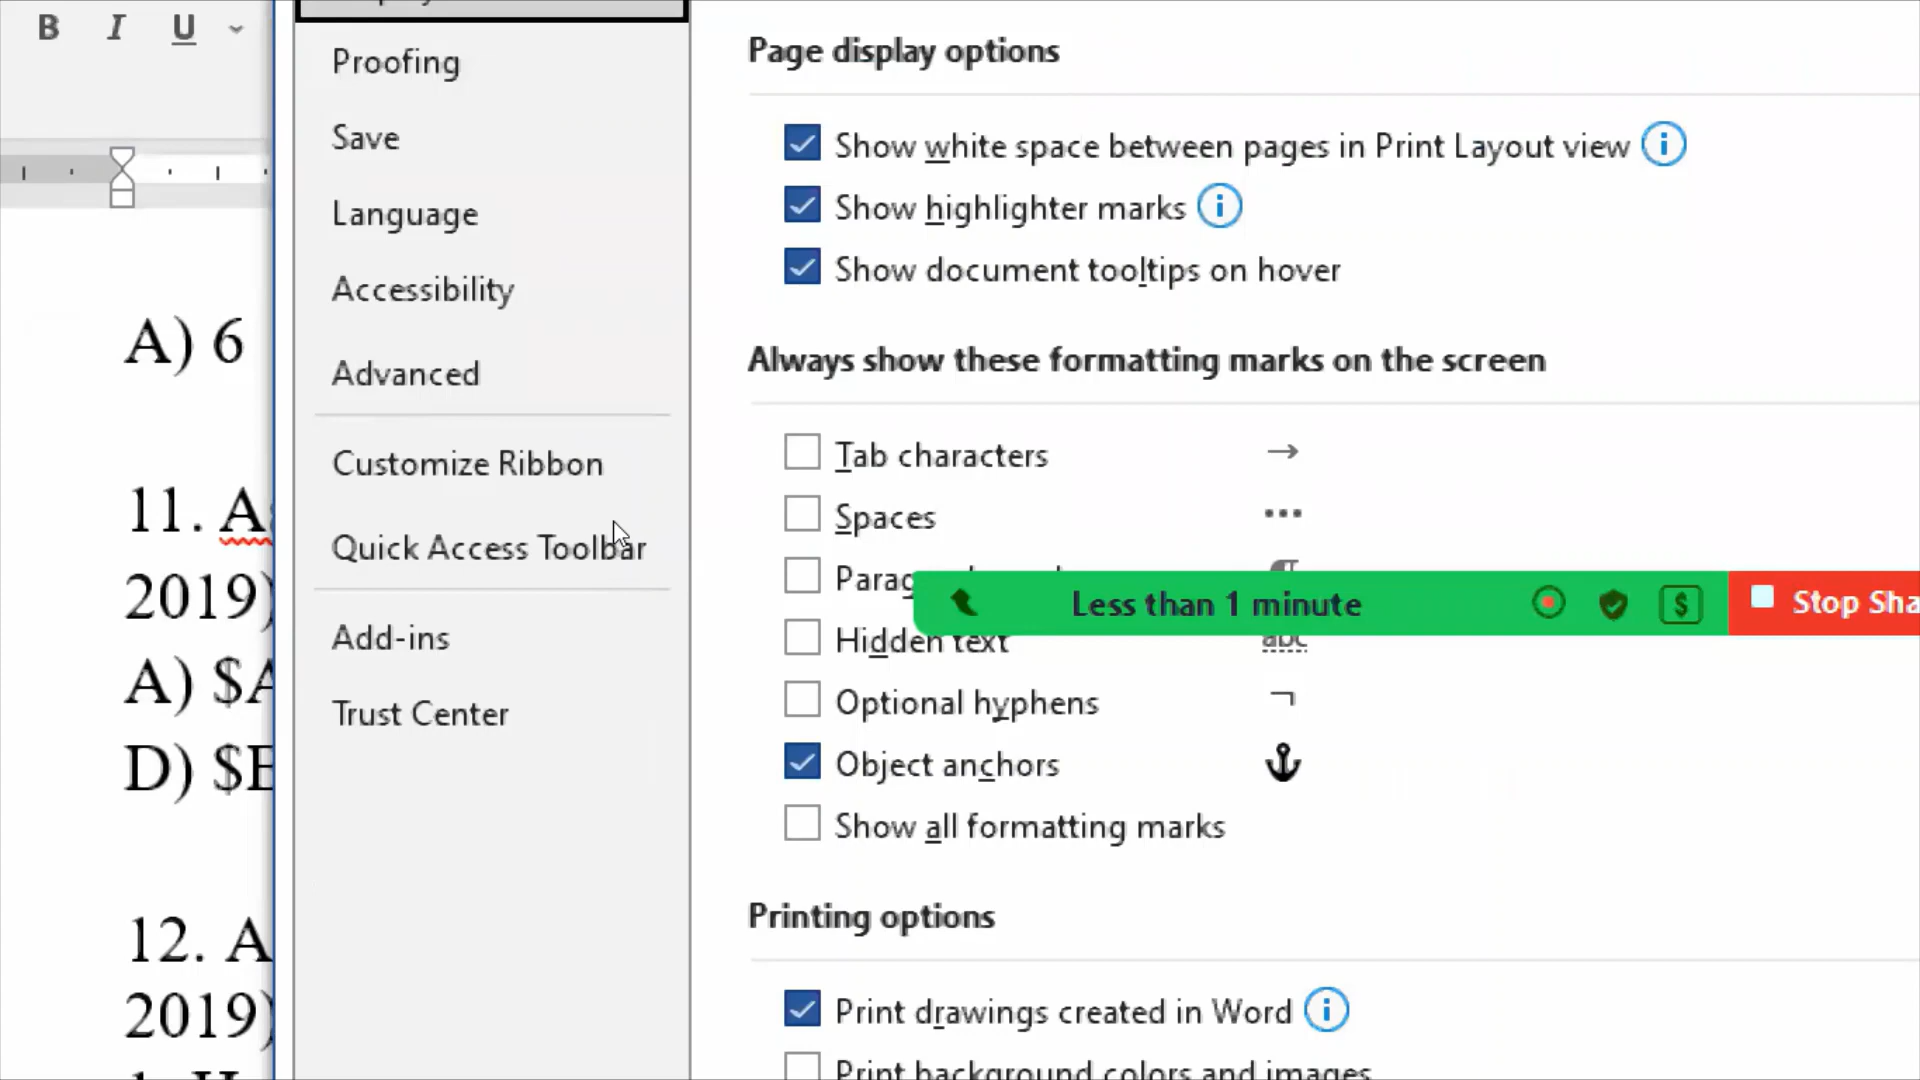 B I U
Proofing
Save
Language
Accessibility
Advanced
Customize Ribbon
Quick Access Toolbar
Add-ins
Trust Center
Page display options
Show white space between pages in Print Layout view
Show highlighter marks
Show document tooltips on hover
Always show these formatting marks on the screen
Tab characters
Spaces
Hidden text abc
Optional hyphens
Object anchors
Show all formatting marks
Less than 1 minute $ Stop Sha
Printing options
Print drawings created in Word
Print background colors and images
A) 6
11. A
2019)
A) $A
D) $
12. A
2019)